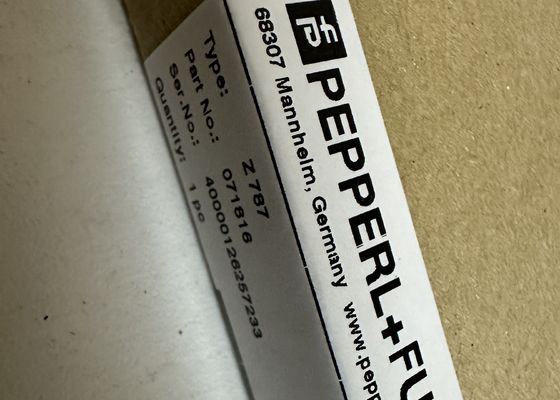 PEPPERL+FU
68307 Mannheim, Germany www.pepp
Type: Z 787
Part No.: 071816
Ser.No.: 40000126257233
Quantity: 1 pc